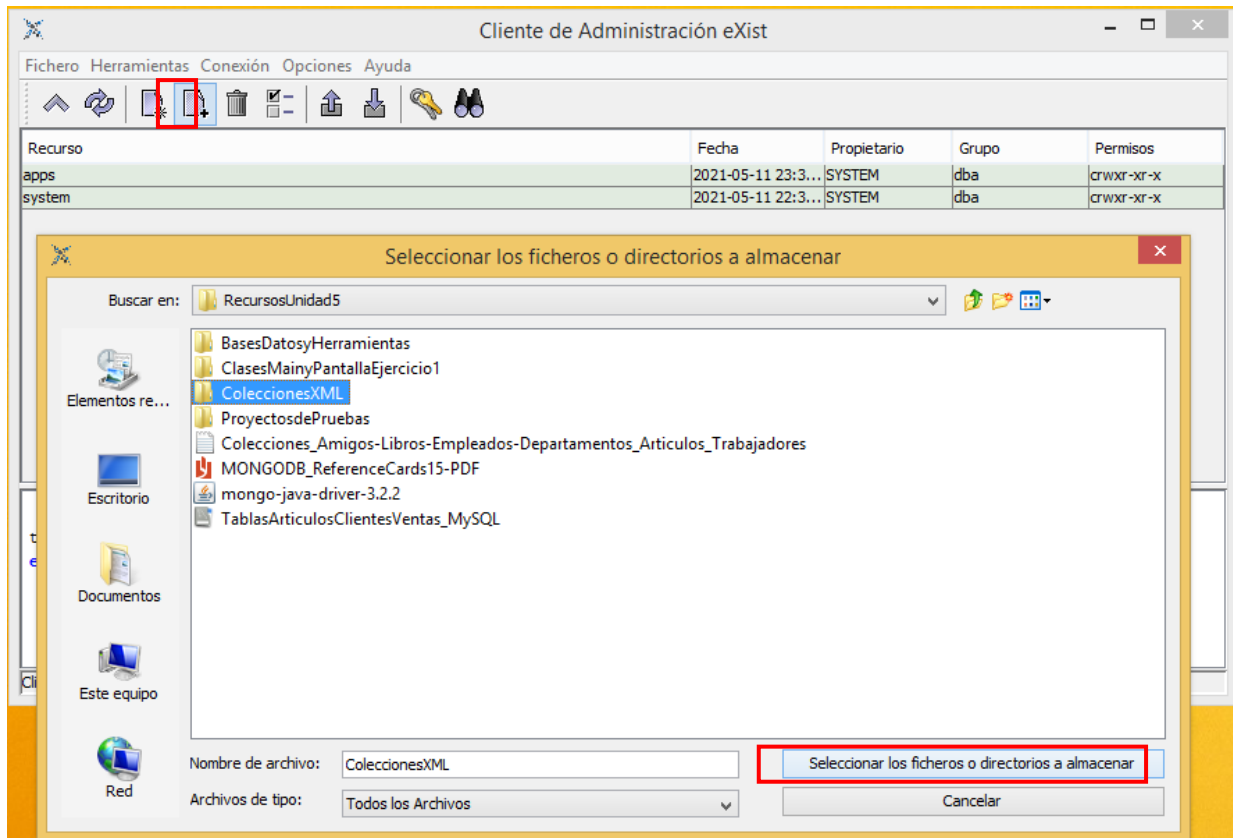 Cliente de Administración eXist
Fichero Herramientas Conexión Opciones Ayuda
Recurso Fecha Propietario Grupo Permisos
apps 2021-05-11 23:3... SYSTEM dba crwxr-xr-x
system 2021-05-11 22:3... SYSTEM dba crwxr-xr-x
Seleccionar los ficheros o directorios a almacenar
Buscar en: RecursosUnidad5
BasesDatosyHerramientas
ClasesMainyPantallaEjercicio1
ColeccionesXML
ProyectosdePruebas
Colecciones_Amigos-Libros-Empleados-Departamentos_Articulos_Trabajadores
MONGODB_ReferenceCards15-PDF
mongo-java-driver-3.2.2
TablasArticulosClientesVentas_MySQL
Elementos re...
Escritorio
Documentos
Este equipo
Red
t
e
Cli
Nombre de archivo: ColeccionesXML Seleccionar los ficheros o directorios a almacenar
Archivos de tipo: Todos los Archivos Cancelar